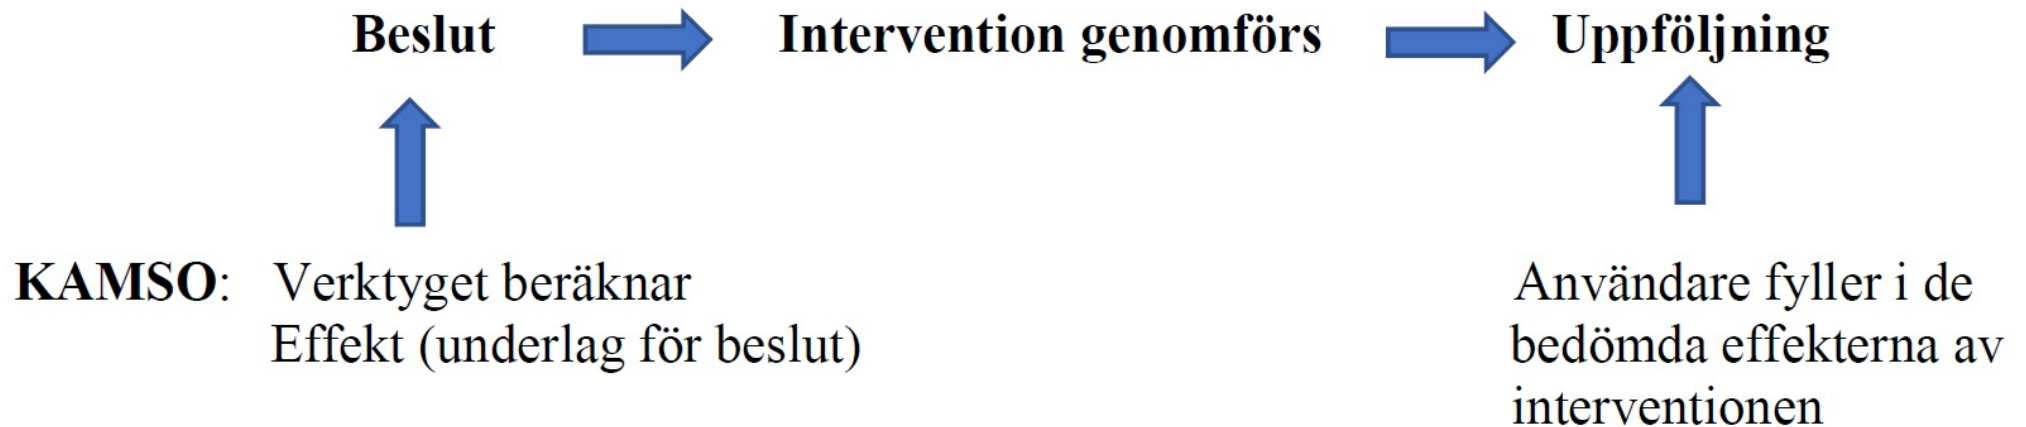 Beslut
Intervention genomförs
Uppföljning
KAMSO: Verktyget beräknar
Effekt (underlag för beslut)
Användare fyller i de
bedömda effekterna av
interventionen